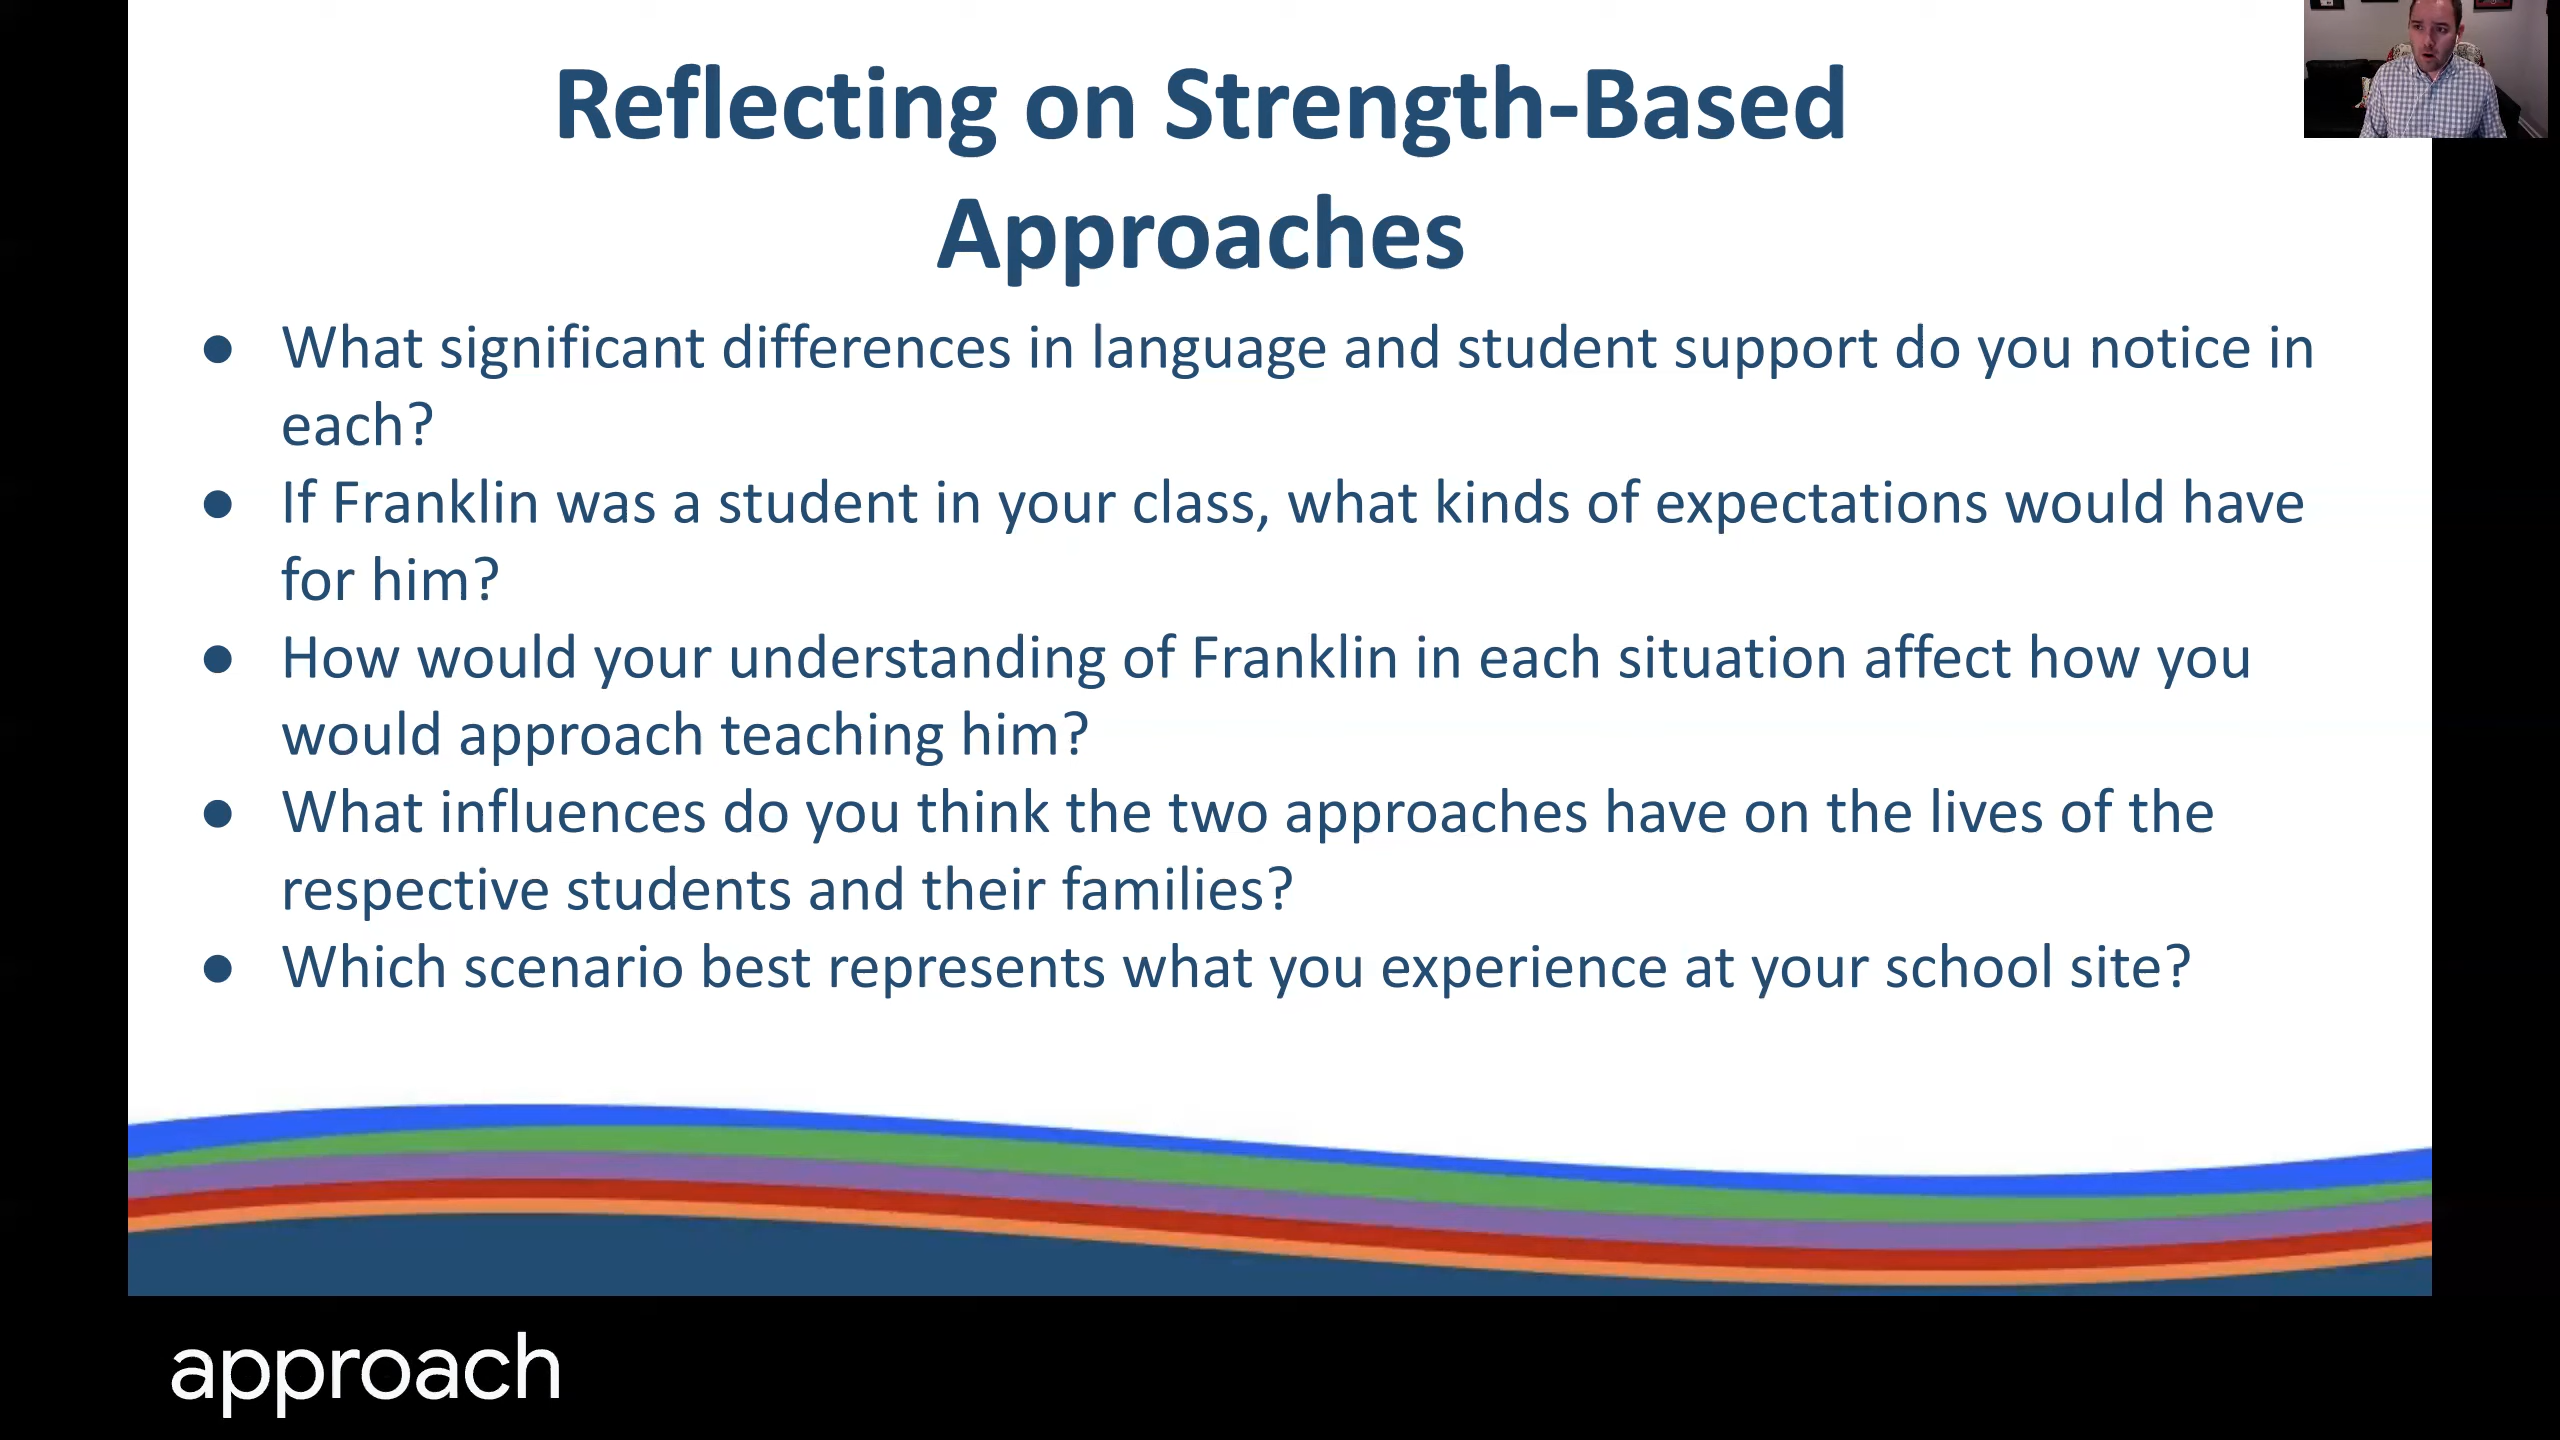 Reflecting on Strength-Based
Approaches
● What significant differences in language and student support do you notice in
each?
● If Franklin was a student in your class, what kinds of expectations would have
for him?
● How would your understanding of Franklin in each situation affect how you
would approach teaching him?
● What influences do you think the two approaches have on the lives of the
respective students and their families?
● Which scenario best represents what you experience at your school site?
approach